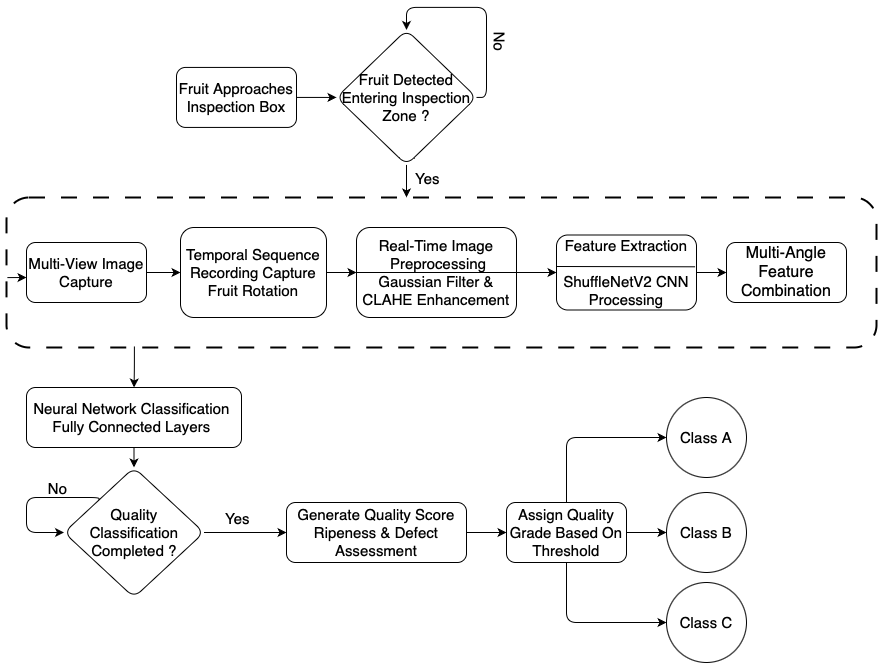 No
Fruit Approaches
Inspection Box
Fruit Detected
Entering Inspection
Zone ?
Yes
Multi-View Image
Capture
Temporal Sequence
Recording Capture
Fruit Rotation
Real-Time Image
Preprocessing
Gaussian Filter &
CLAHE Enhancement
Feature Extraction
ShuffleNetV2 CNN
Processing
Multi-Angle
Feature
Combination
Neural Network Classification
Fully Connected Layers
No
Quality
Classification
Completed ?
Yes
Generate Quality Score
Ripeness & Defect
Assessment
Assign Quality
Grade Based On
Threshold
Class A
Class B
Class C